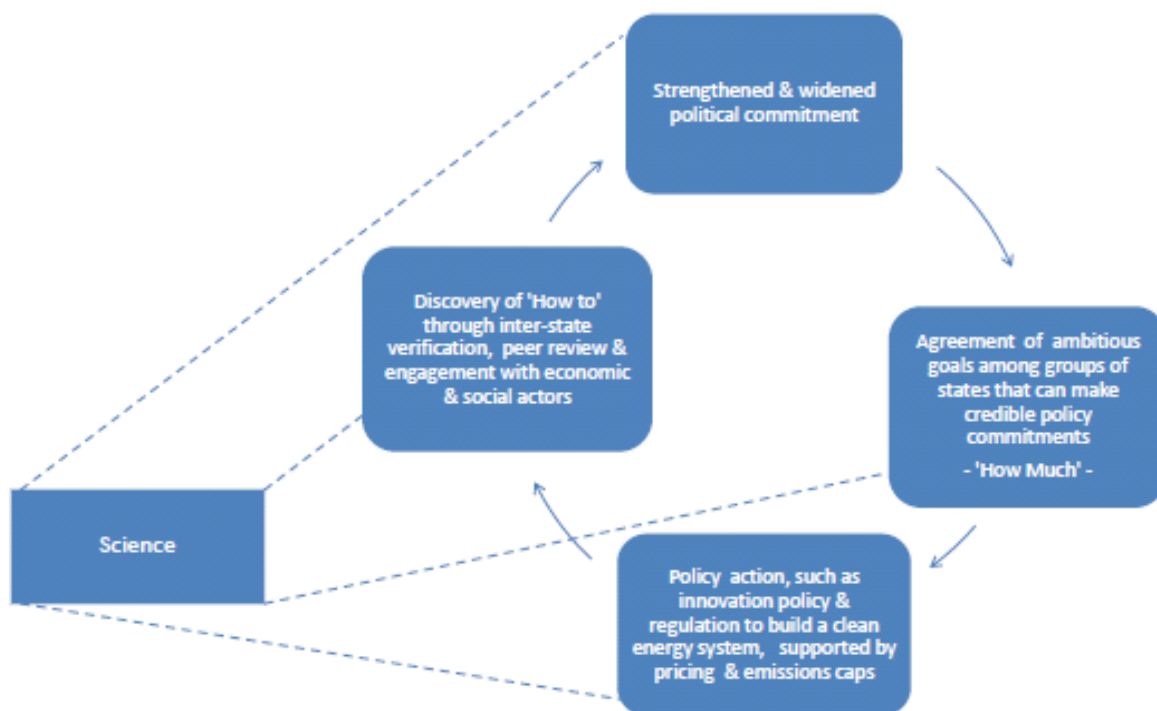 Strengthened & widened
political commitment
Discovery of 'How to'
through inter-state
verification, peer review &
engagement with economic
& social actors
Agreement of ambitious
goals among groups of
states that can make
credible policy
commitments
- 'How Much' -
Science
Policy action, such as
innovation policy &
regulation to build a clean
energy system, supported by
pricing & emissions caps